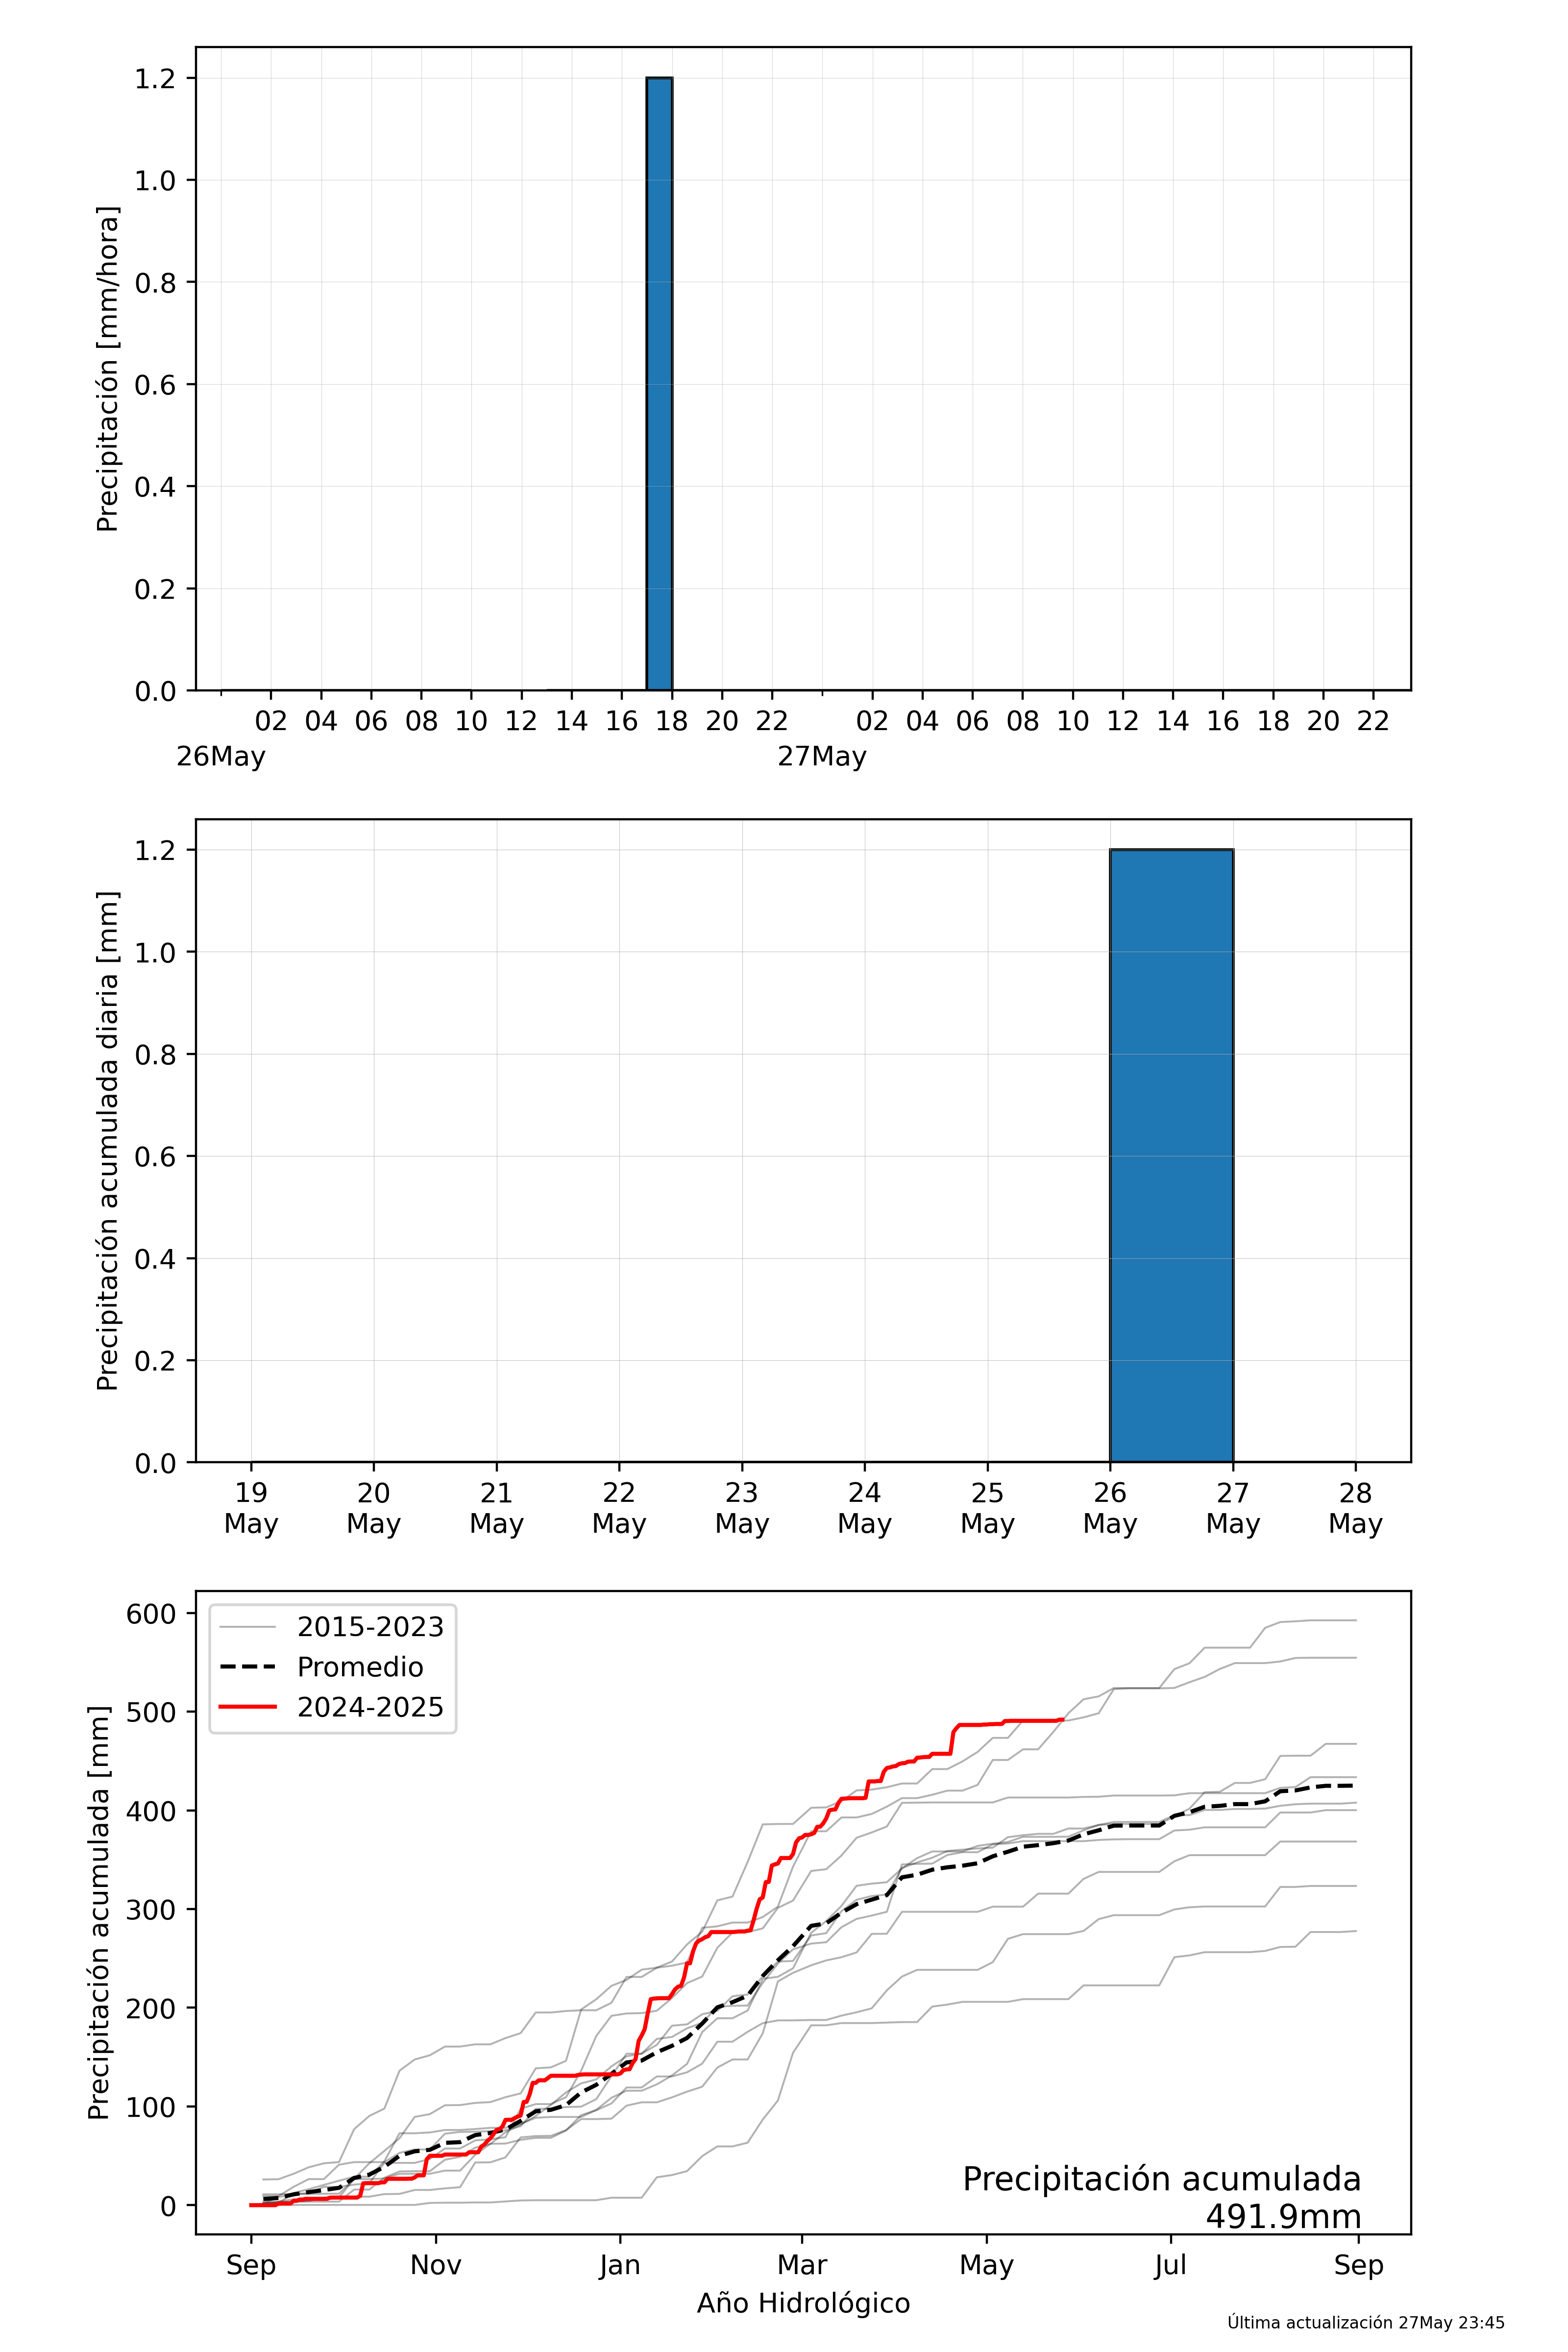 Precipitación [mm/hora]
1.2
1.0
0.8
0.6
0.4
0.2
0.0
02 04 06 08 10 12 14 16 18 20 22 02 04 06 08 10 12 14 16 18 20 22
26May 27May
Precipitación acumulada diaria [mm]
1.2
1.0
0.8
0.6
0.4
0.2
0.0
19 20 21 22 23 24 25 26 27 28
May May May May May May May May May May
Precipitación acumulada [mm]
600
500
400
300
200
100
0
2015-2023
Promedio
2024-2025
Precipitación acumulada
491.9mm
Sep Nov Jan Mar May Jul Sep
Año Hidrológico
Última actualización 27May 23:45